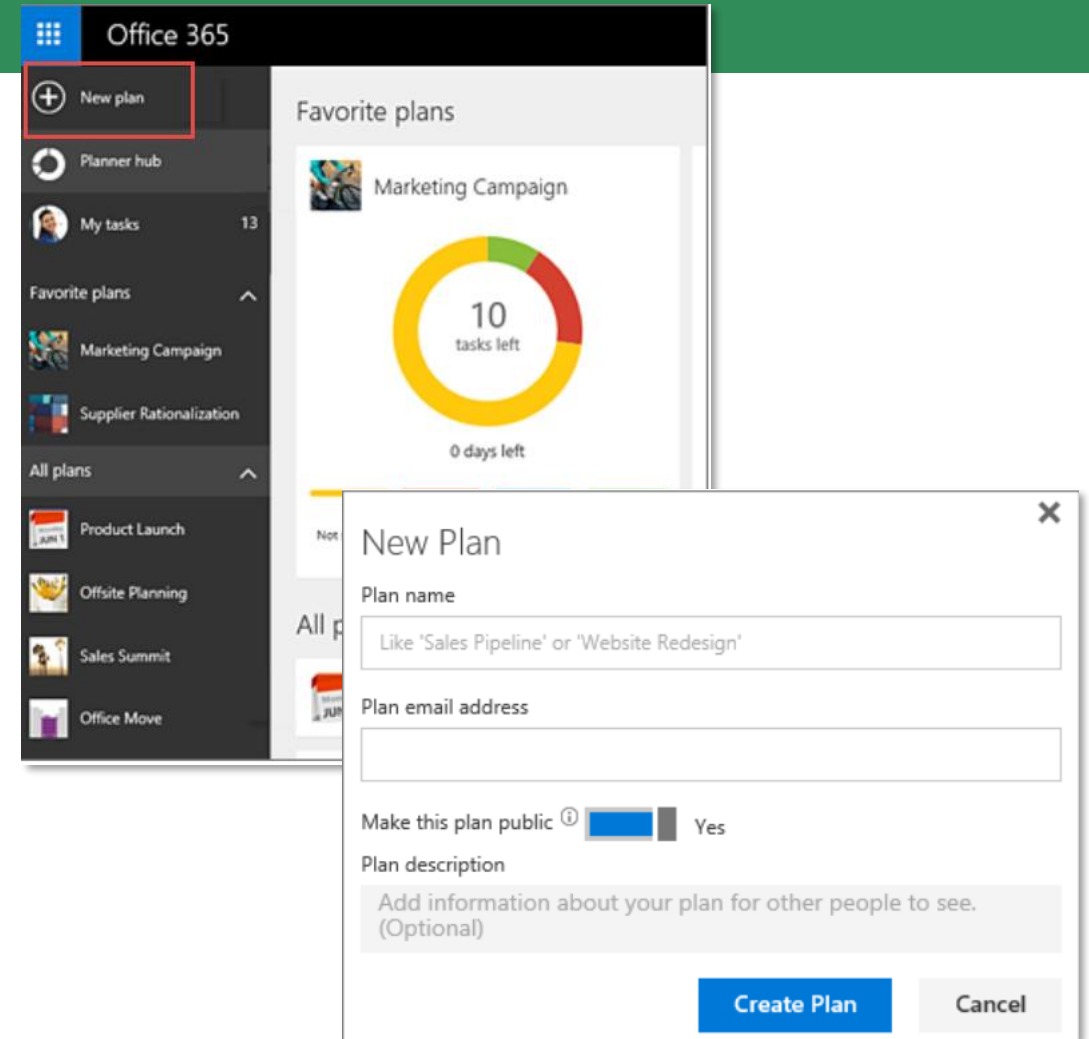 Office 365
New plan
Planner hub
My tasks 13
Favorite plans
Marketing Campaign
Supplier Rationalization
All plans
Product Launch
Offsite Planning
Sales Summit
Office Move
Favorite plans
Marketing Campaign
10
tasks left
0 days left
Not
All p
JUN
New Plan
Plan name
Like 'Sales Pipeline' or 'Website Redesign'
Plan email address
Make this plan public Yes
Plan description
Add information about your plan for other people to see.
(Optional)
Create Plan Cancel